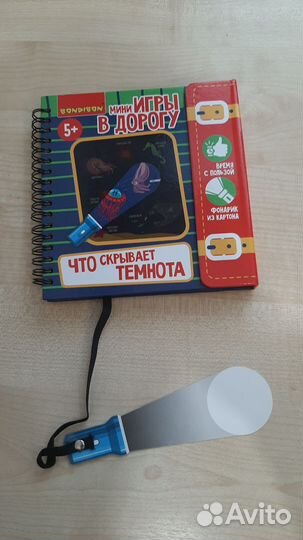 BONDIBON
5+
МИНИ ИГРЫ
В ДОРОГУ
ВРЕМЯ
С ПОЛЬЗОЙ
ФОНАРИК
ИЗ КАРТОНА
ЧТО СКРЫВАЕТ
ТЕМНОТА
Avito